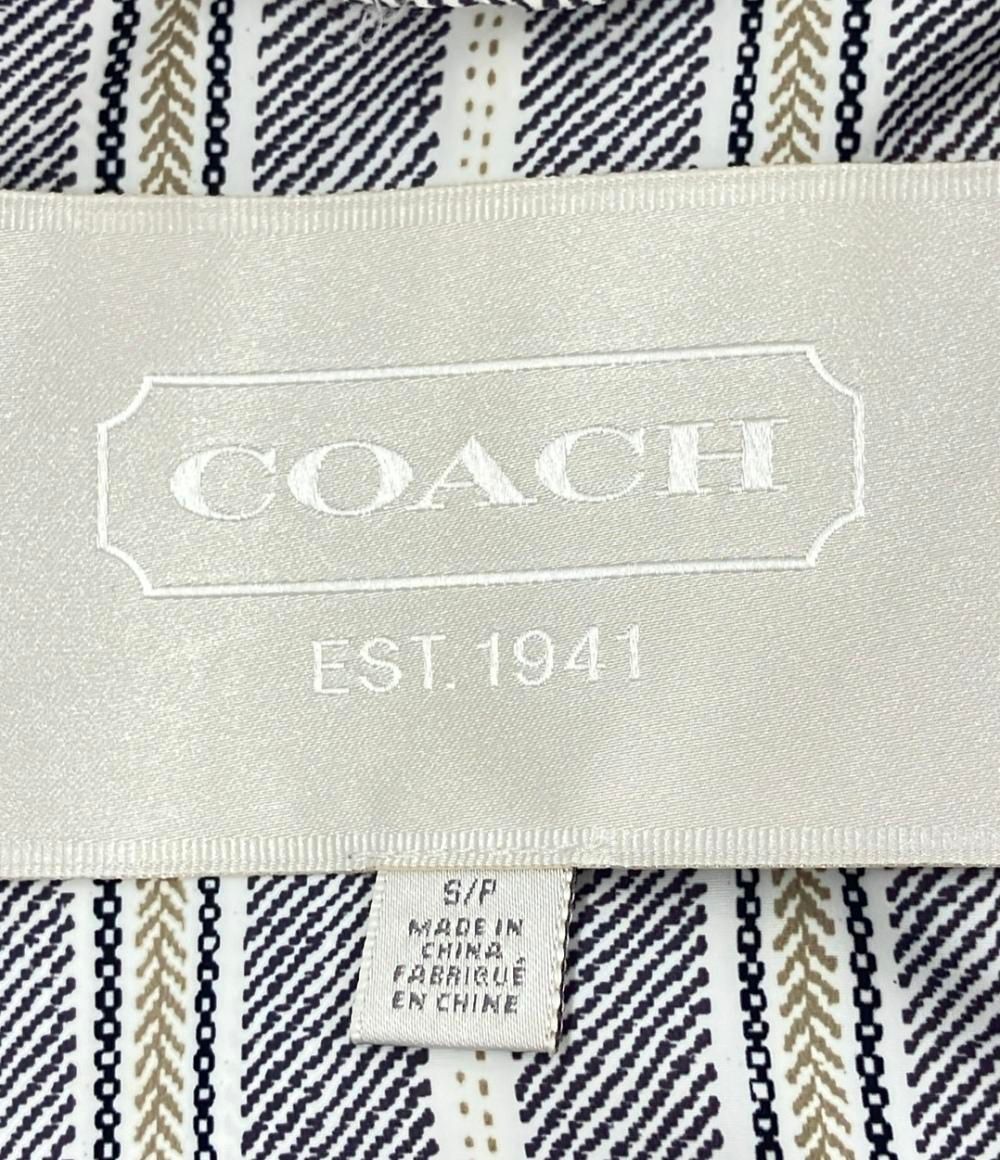 COACH
EST. 1941
S/P
MADE IN
CHINA
FABRIQUÉ
EN CHINE